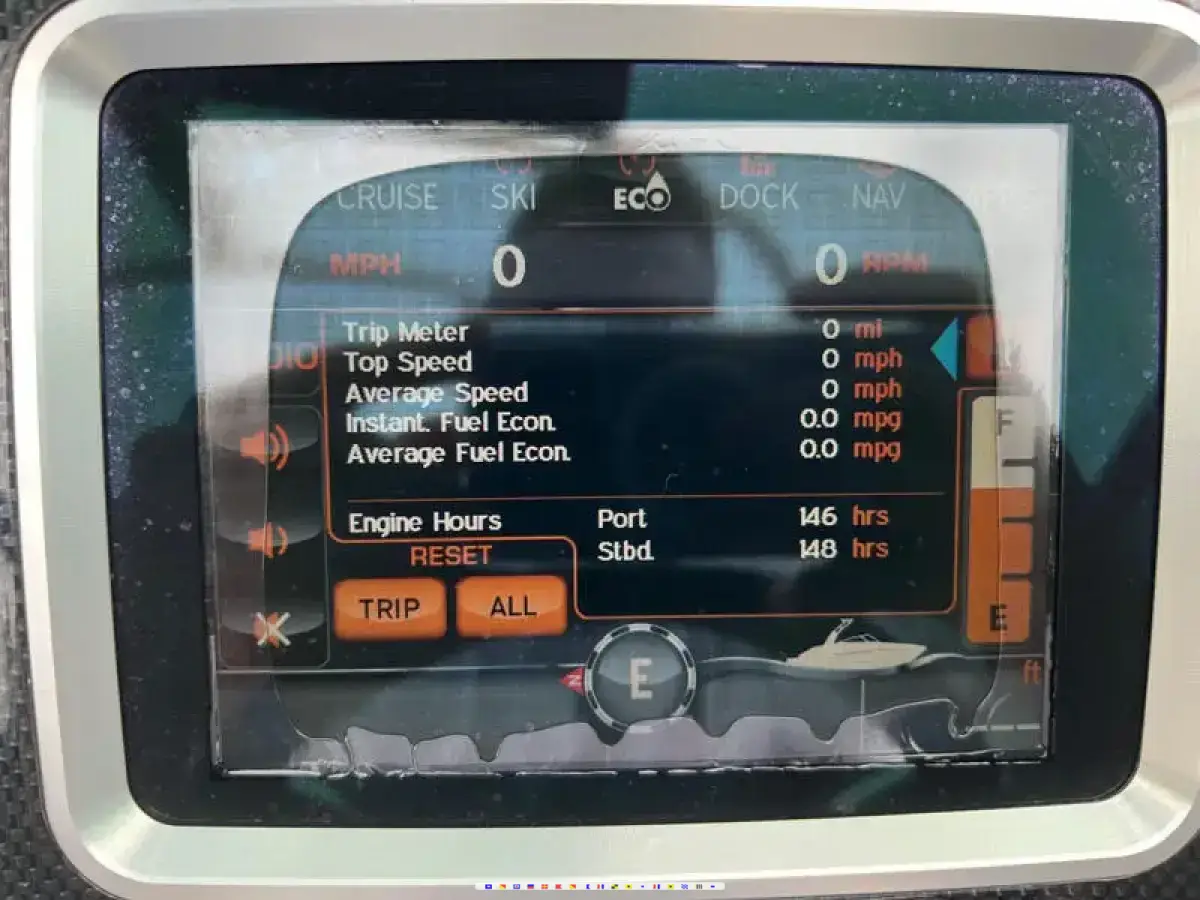 CRUISE SKI ECO DOCK NAV
MPH 0 0 RPM
Trip Meter 0 mi
Top Speed 0 mph
Average Speed 0 mph
Instant. Fuel Econ. 0.0 mpg
Average Fuel Econ. 0.0 mpg
F
Engine Hours Port 146 hrs
Stbd. 148 hrs
RESET
TRIP ALL
E
N E
ft